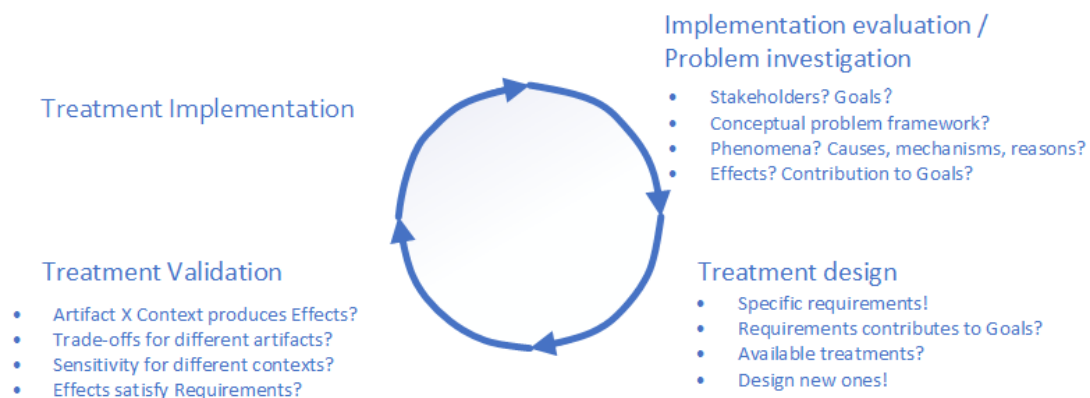 Implementation evaluation /
Problem investigation
• Stakeholders? Goals?
• Conceptual problem framework?
• Phenomena? Causes, mechanisms, reasons?
• Effects? Contribution to Goals?
Treatment Implementation
Treatment Validation
• Artifact X Context produces Effects?
• Trade-offs for different artifacts?
• Sensitivity for different contexts?
• Effects satisfy Requirements?
Treatment design
• Specific requirements!
• Requirements contributes to Goals?
• Available treatments?
• Design new ones!